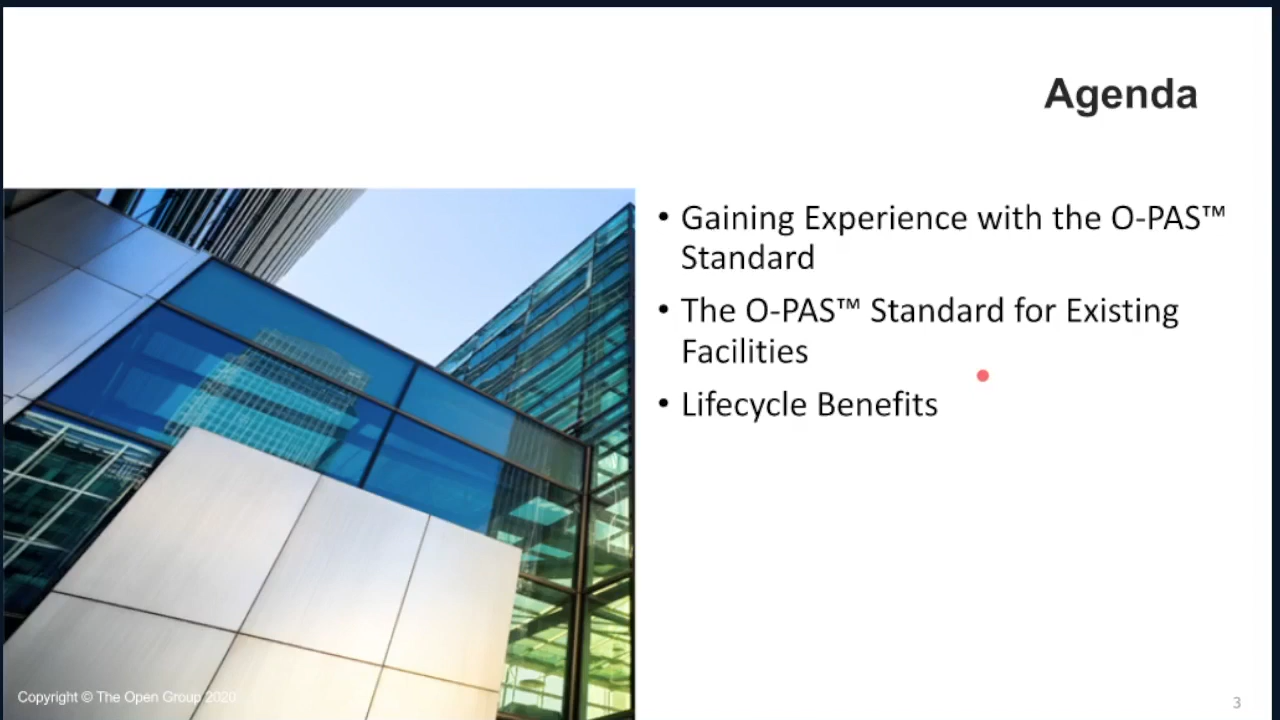 Agenda
• Gaining Experience with the O-PAS™
Standard
• The O-PAS™ Standard for Existing
Facilities
• Lifecycle Benefits
Copyright © The Open Group 2020
3